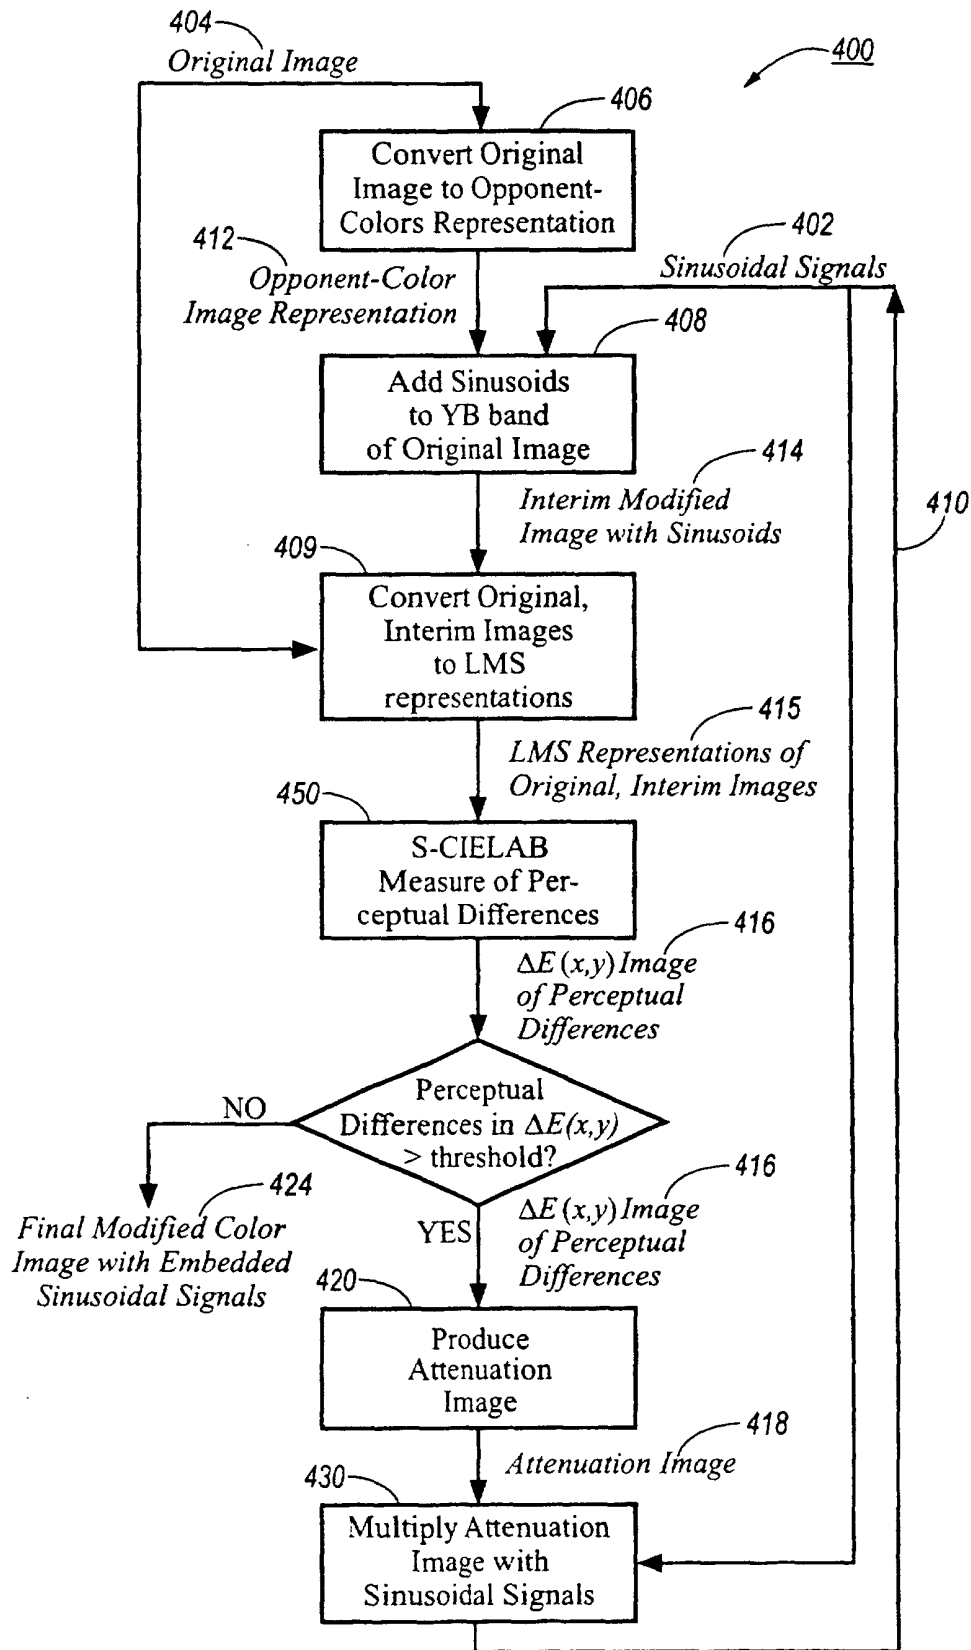 404
Original Image
400
406
Convert Original
Image to Opponent-
Colors Representation
412
Opponent-Color
Image Representation
402
Sinusoidal Signals
408
Add Sinusoids
to YB band
of Original Image
414
Interim Modified
Image with Sinusoids
410
409
Convert Original,
Interim Images
to LMS
representations
415
LMS Representations of
Original, Interim Images
450
S-CIELAB
Measure of Per-
ceptual Differences
416
ΔE (x,y) Image
of Perceptual
Differences
Perceptual
Differences in ΔE(x,y)
> threshold?
NO
424
Final Modified Color
Image with Embedded
Sinusoidal Signals
YES
416
ΔE (x,y) Image
of Perceptual
Differences
420
Produce
Attenuation
Image
418
Attenuation Image
430
Multiply Attenuation
Image with
Sinusoidal Signals